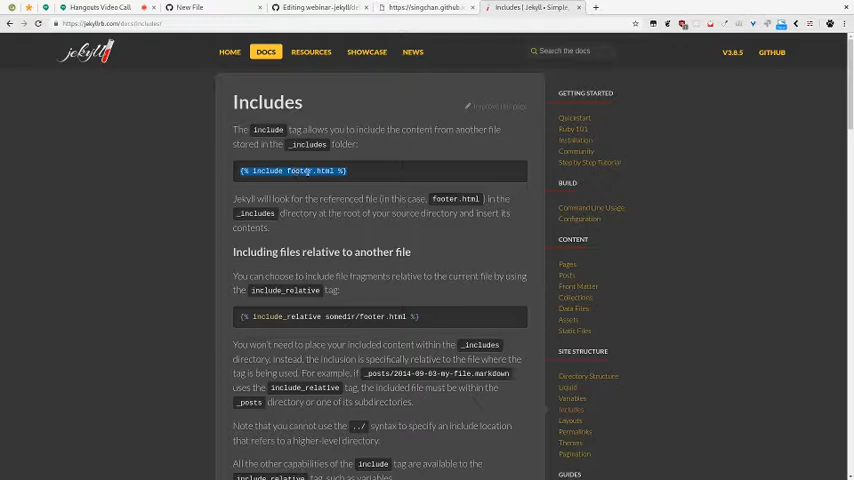 Hangouts Video Call
New File
Editing webinar-jekyll/de
https://singchan.github.
Includes | Jekyll • Simple,
https://jekyllrb.com/docs/includes/
jekyll
HOME
DOCS
RESOURCES
SHOWCASE
NEWS
Search the docs
V3.8.5
GITHUB
Includes
Improve this page
The include tag allows you to include the content from another file
stored in the _includes folder:
{% include footer.html %}
Jekyll will look for the referenced file (in this case, footer.html ) in the
_includes directory at the root of your source directory and insert its
contents.
Including files relative to another file
You can choose to include file fragments relative to the current file by using
the include_relative tag:
{% include_relative somedir/footer.html %}
You won't need to place your included content within the _includes
directory. Instead, the inclusion is specifically relative to the file where the
tag is being used. For example, if _posts/2014-09-03-my-file.markdown
uses the include_relative tag, the included file must be within the
_posts directory or one of its subdirectories.
Note that you cannot use the ../ syntax to specify an include location
that refers to a higher-level directory.
All the other capabilities of the include tag are available to the
include_relative tag, such as variables.
GETTING STARTED
Quickstart
Ruby 101
Installation
Community
Step by Step Tutorial
BUILD
Command Line Usage
Configuration
CONTENT
Pages
Posts
Front Matter
Collections
Data Files
Assets
Static Files
SITE STRUCTURE
Directory Structure
Liquid
Variables
Includes
Layouts
Permalinks
Themes
Pagination
GUIDES